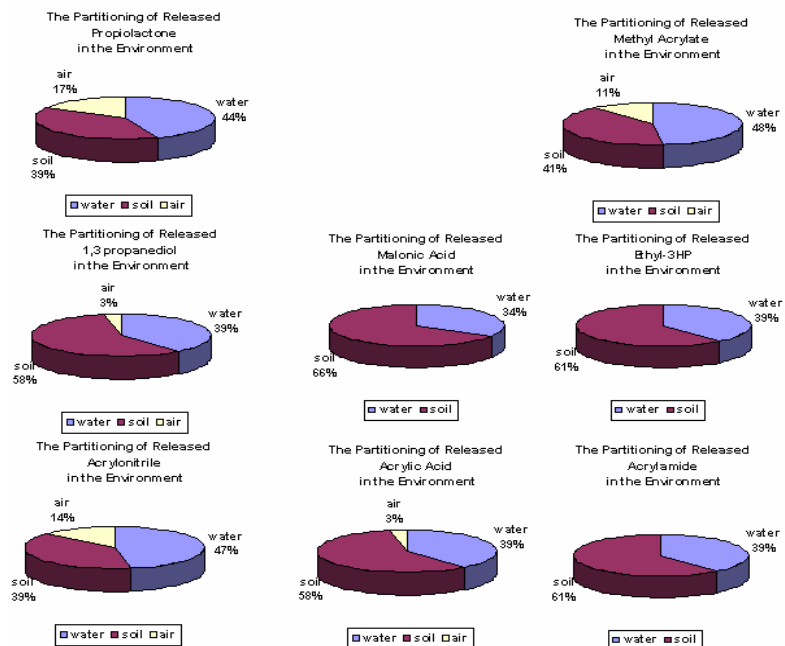 The Partitioning of Released
Propiolactone
in the Environment
air
17%
water
44%
soil
39%
water soil air
The Partitioning of Released
Methyl Acrylate
in the Environment
air
11%
water
48%
soil
41%
water soil air
The Partitioning of Released
1,3 propanediol
in the Environment
air
3%
water
39%
soil
58%
water soil air
The Partitioning of Released
Malonic Acid
in the Environment
water
34%
soil
66%
water soil
The Partitioning of Released
Ethyl-3HP
in the Environment
water
39%
soil
61%
water soil
The Partitioning of Released
Acrylonitrile
in the Environment
air
14%
water
47%
soil
39%
water soil air
The Partitioning of Released
Acrylic Acid
in the Environment
air
3%
water
39%
soil
58%
water soil air
The Partitioning of Released
Acrylamide
in the Environment
water
39%
soil
61%
water soil